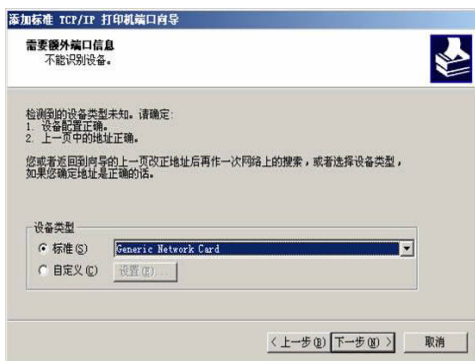 添加标准 TCP/IP 打印机端口向导
需要额外端口信息
不能识别设备。
检测到的设备类型未知。请确定:
1. 设备配置正确。
2. 上一页中的地址正确。
您或者返回到向导的上一页改正地址后再作一次网络上的搜索，或者选择设备类型，
如果您确定地址是正确的话。
设备类型
标准(S) Generic Network Card
自定义(C) 设置(E)...
< 上一步(B) 下一步(N) > 取消